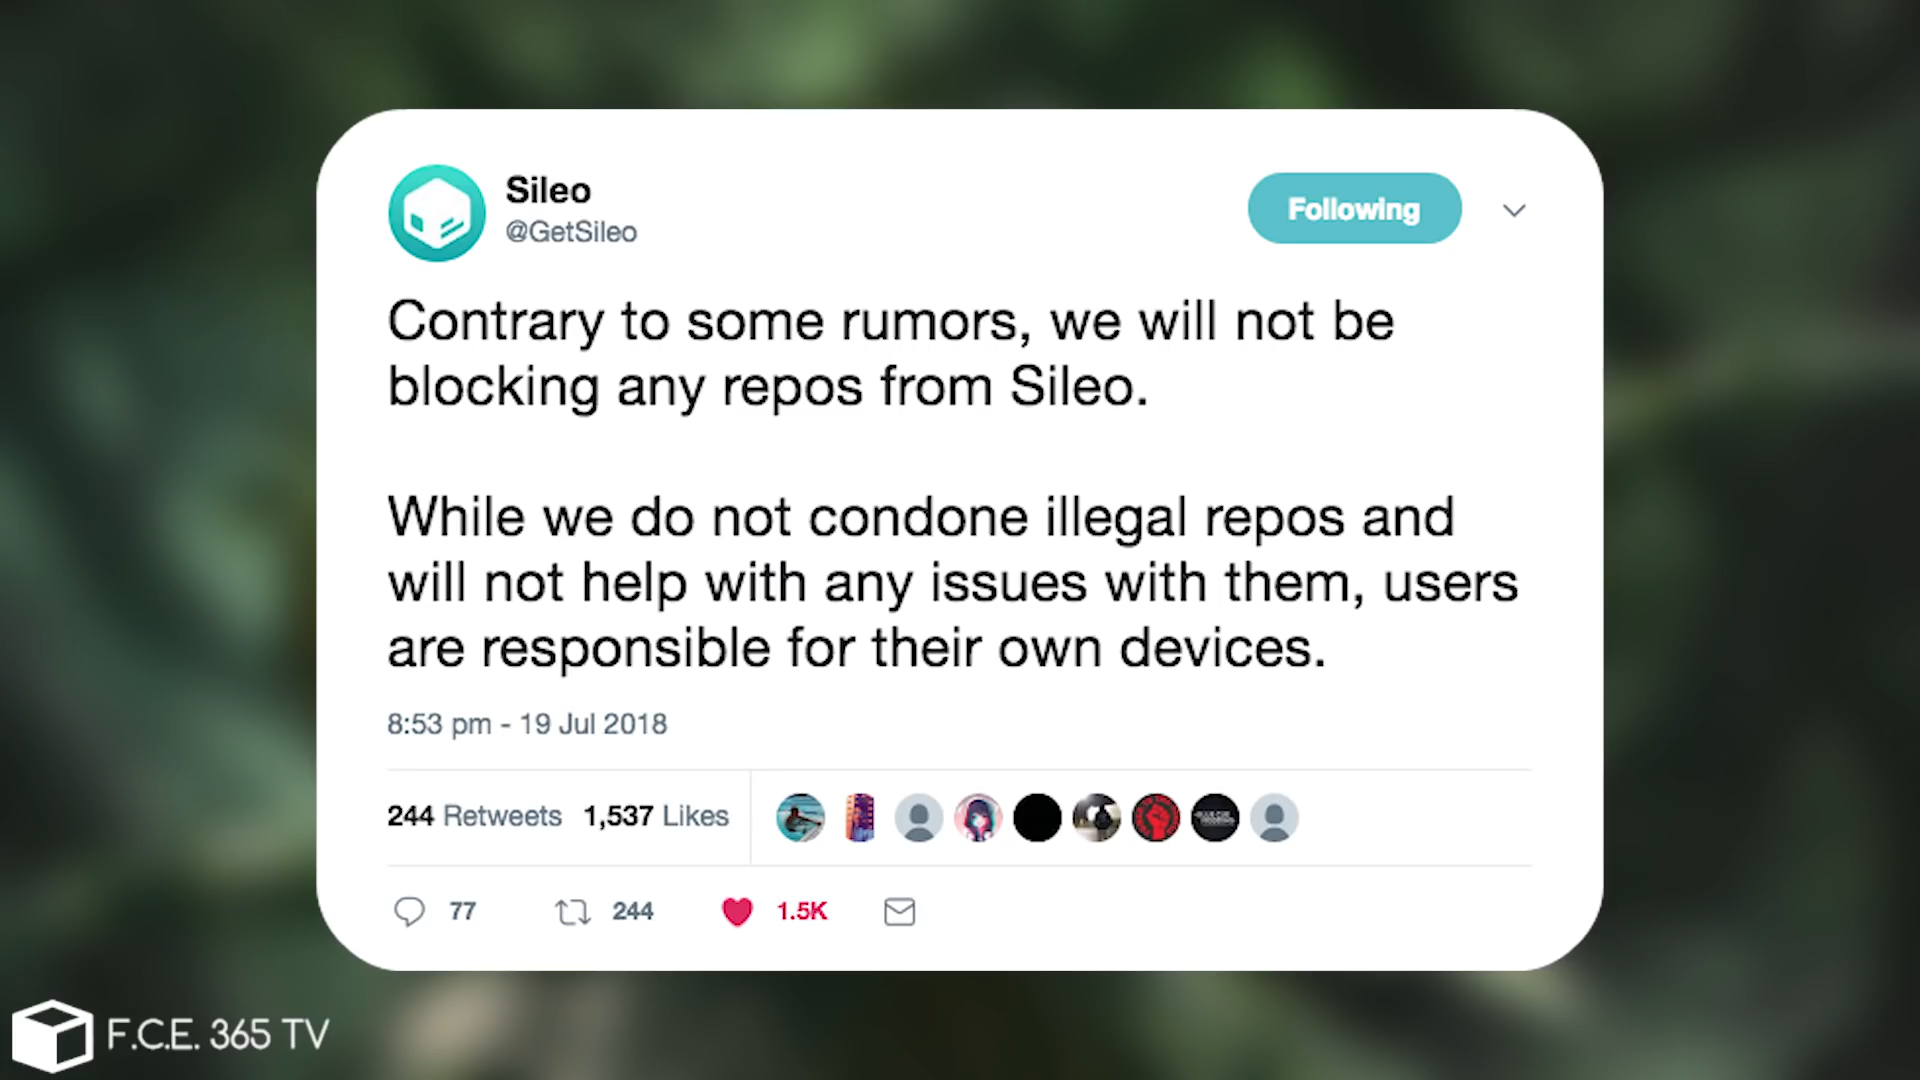 Sileo
@GetSileo
Following
Contrary to some rumors, we will not be
blocking any repos from Sileo.
While we do not condone illegal repos and
will not help with any issues with them, users
are responsible for their own devices.
8:53 pm - 19 Jul 2018
244 Retweets 1,537 Likes
77 244 1.5K
F.C.E. 365 TV